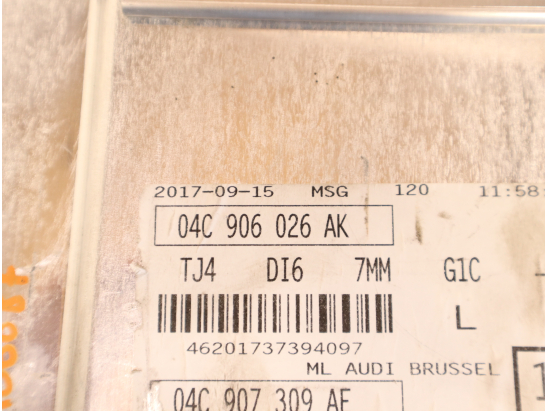 2017-09-15 MSG 120 11:58
04C 906 026 AK
TJ4 DI6 7MM G1C
L
46201737394097
ML AUDI BRUSSEL 1
04C 907 309 AF